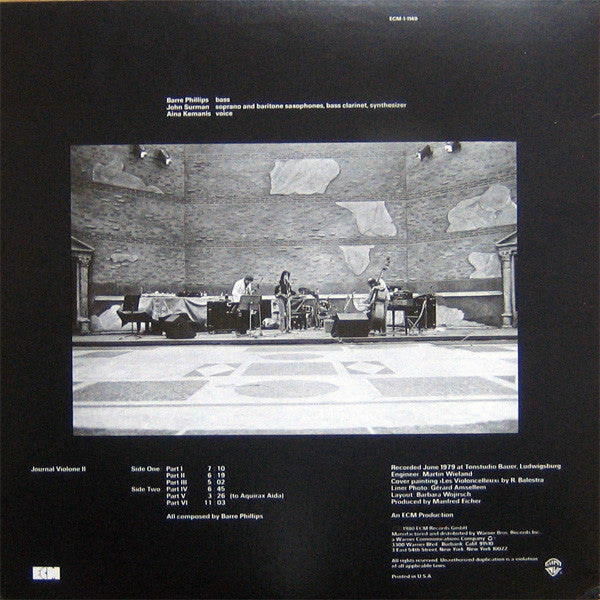 ECM-1-1149
Barre Phillips bass
John Surman soprano and baritone saxophones, bass clarinet, synthesizer
Aina Kemanis voice
Journal Violone II
Side One Part I 7:10
Part II 6:19
Part III 5:02
Side Two Part IV 6:45
Part V 3:26 (to Aquirax Aida)
Part VI 11:03
All composed by Barre Phillips
Recorded June 1979 at Tonstudio Bauer, Ludwigsburg
Engineer: Martin Wieland
Cover painting ‹Les Violoncelleux› by R. Balestra
Liner Photo: Gérard Amsellem
Layout: Barbara Wojirsch
Produced by Manfred Eicher
An ECM Production
1980 ECM Records GmbH
Manufactured and distributed by Warner Bros. Records Inc.
a Warner Communications Company
3300 Warner Blvd. Burbank Calif. 91510
3 East 54th Street, New York, New York 10022
All rights reserved. Unauthorized duplication is a violation
of all applicable laws.
Printed in U.S.A.
ECM